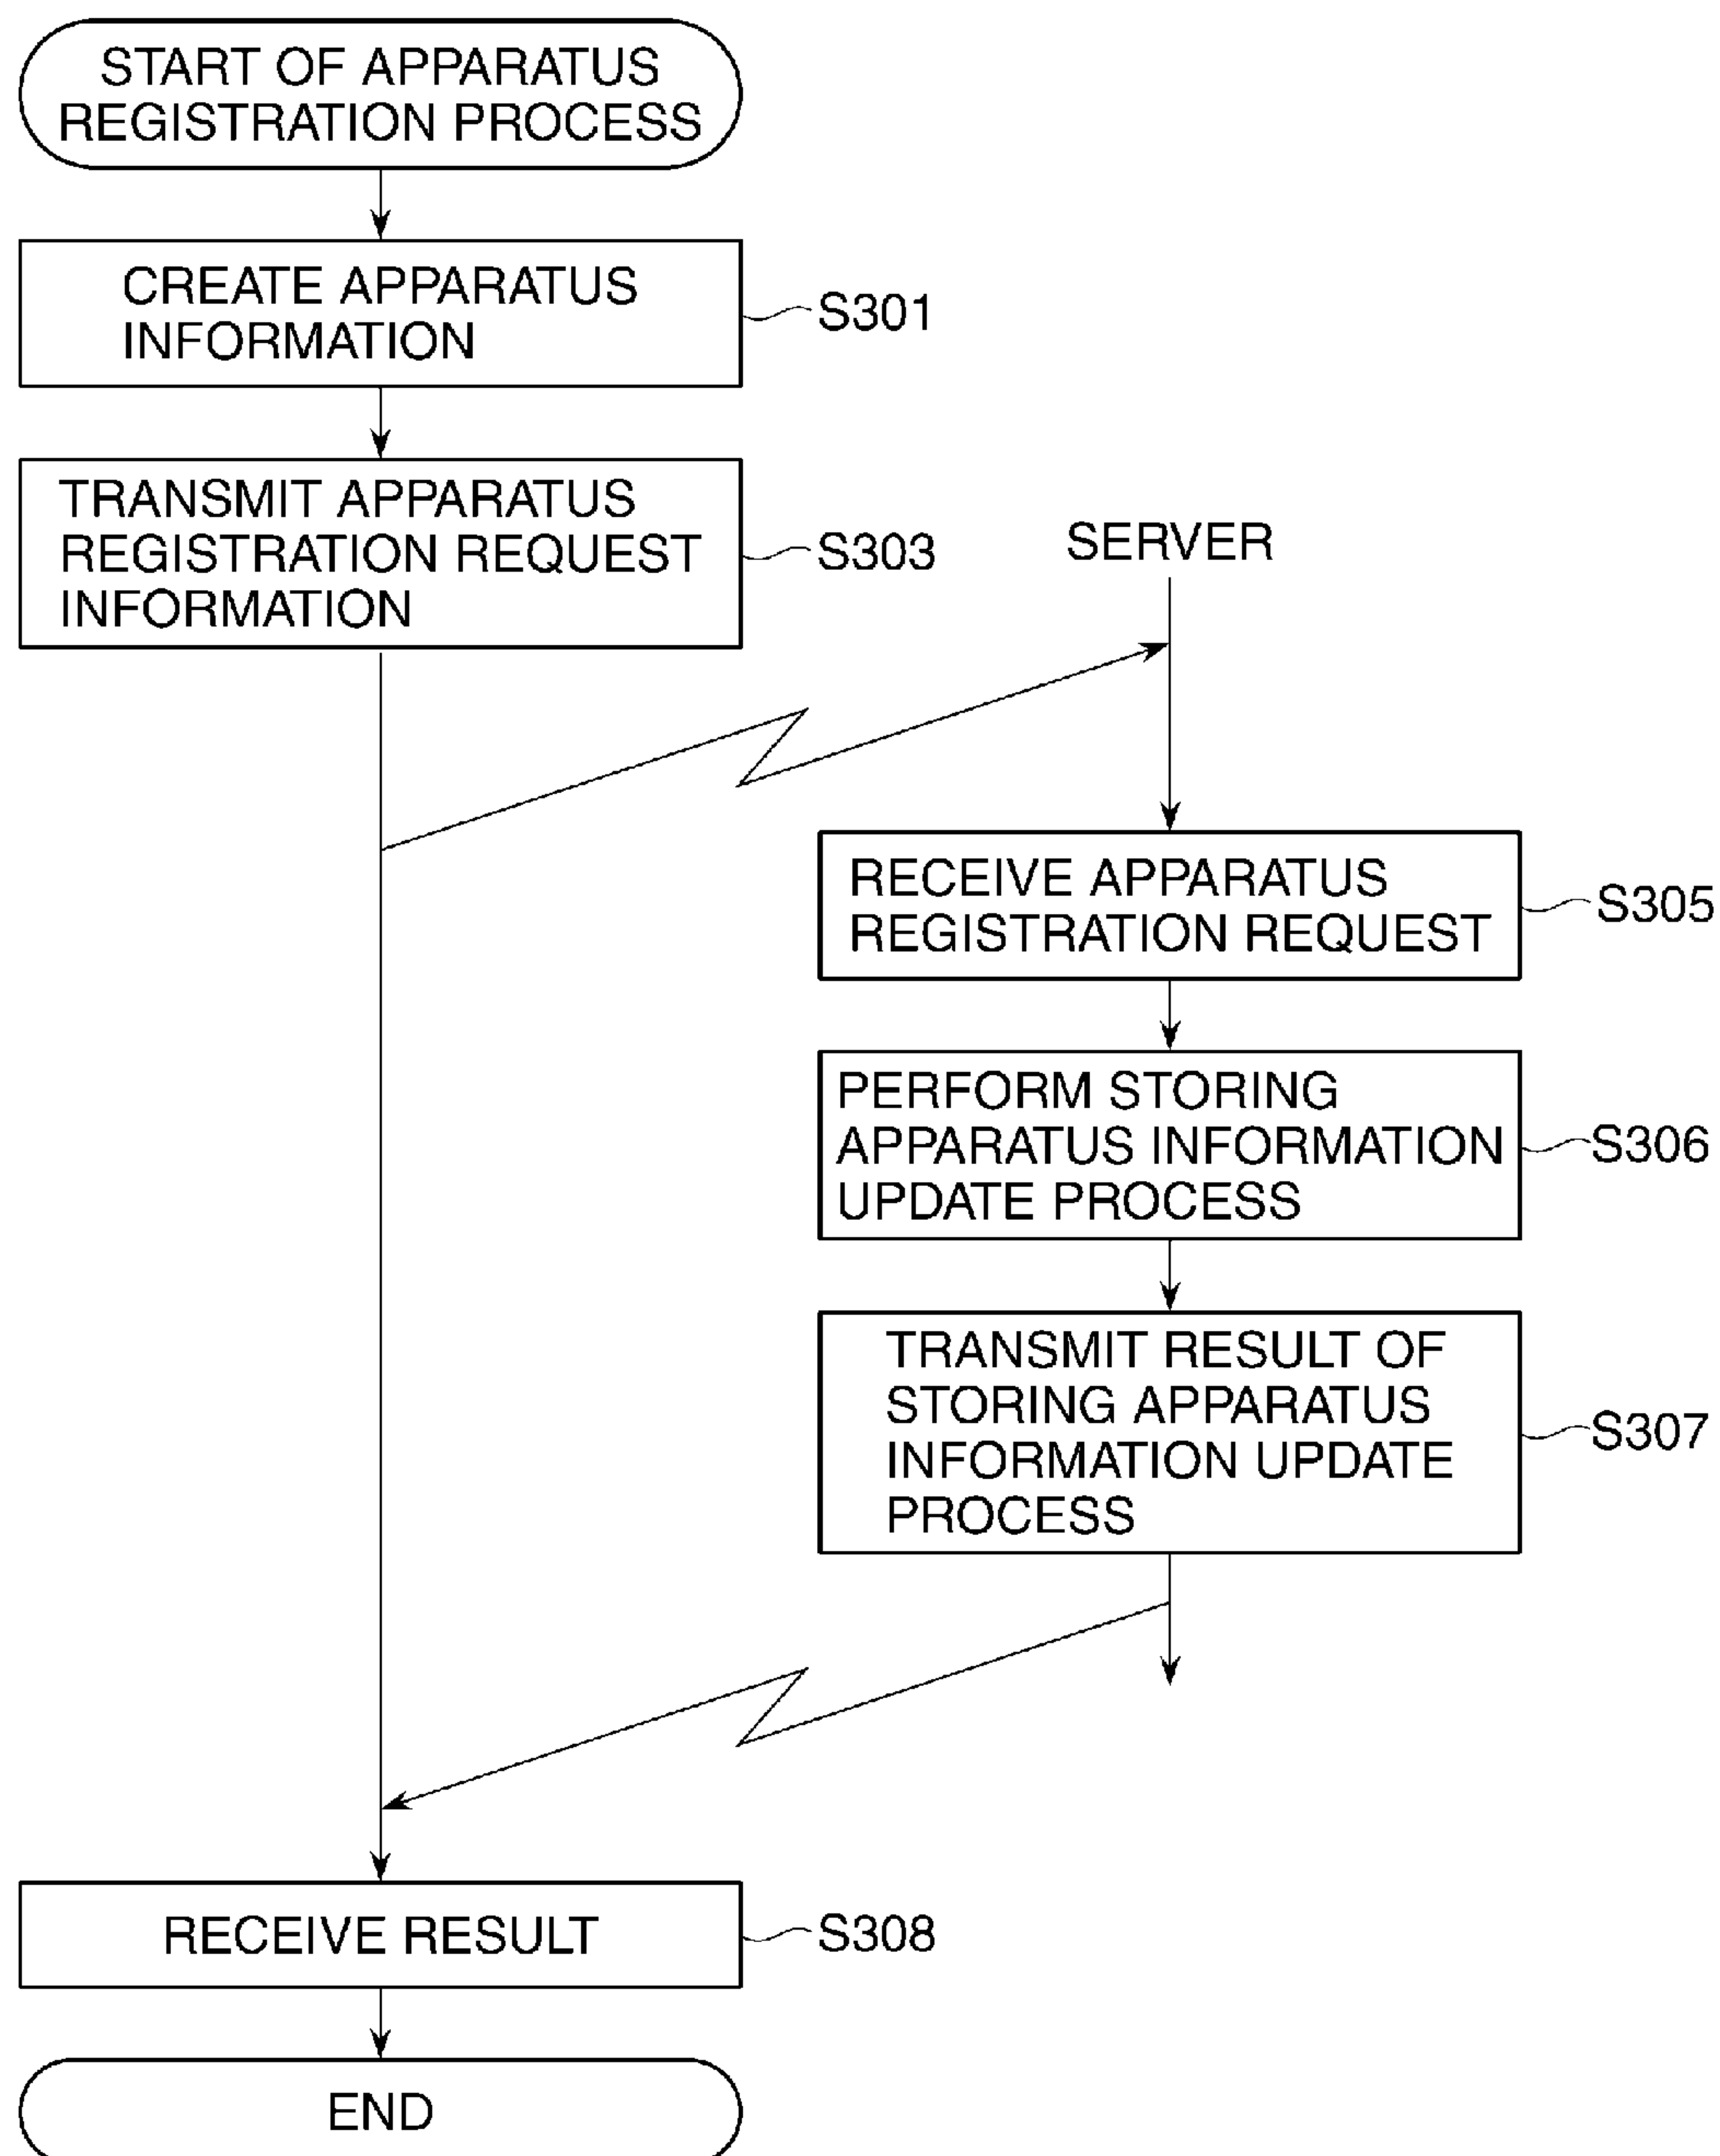 START OF APPARATUS
REGISTRATION PROCESS
CREATE APPARATUS
INFORMATION
S301
TRANSMIT APPARATUS
REGISTRATION REQUEST
INFORMATION
S303
SERVER
RECEIVE APPARATUS
REGISTRATION REQUEST
S305
PERFORM STORING
APPARATUS INFORMATION
UPDATE PROCESS
S306
TRANSMIT RESULT OF
STORING APPARATUS
INFORMATION UPDATE
PROCESS
S307
RECEIVE RESULT
S308
END